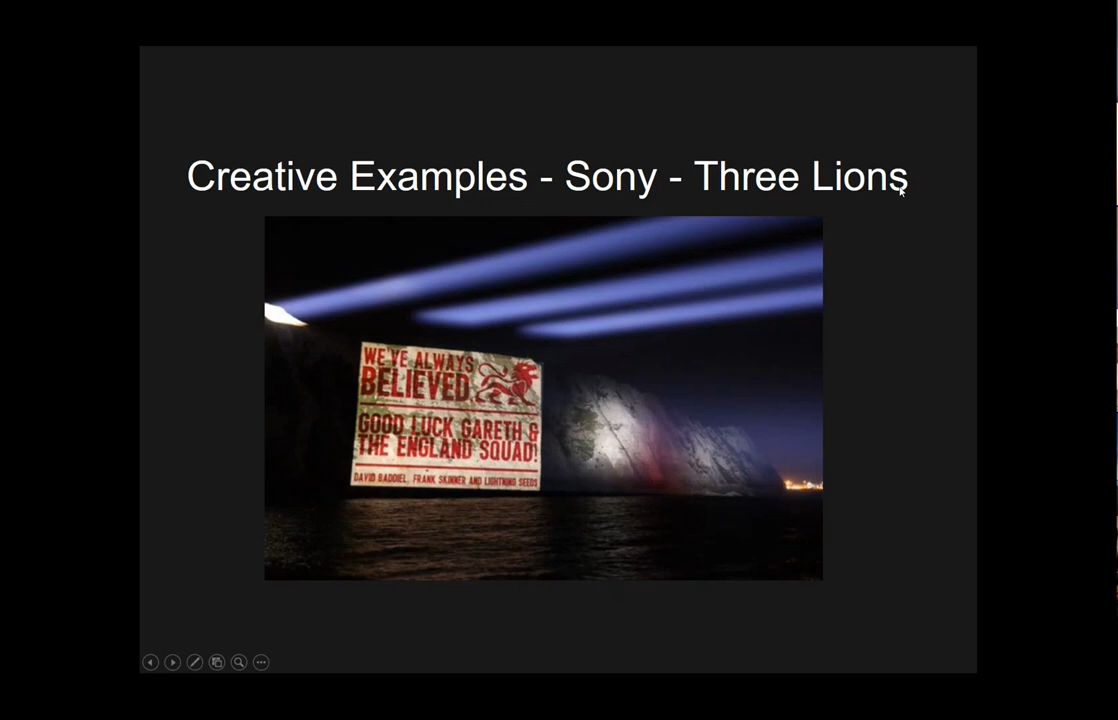 Creative Examples - Sony - Three Lions
WE'VE ALWAYS
BELIEVED
GOOD LUCK GARETH &
THE ENGLAND SQUAD!
DAVID BADDIEL, FRANK SKINNER AND LIGHTNING SEEDS